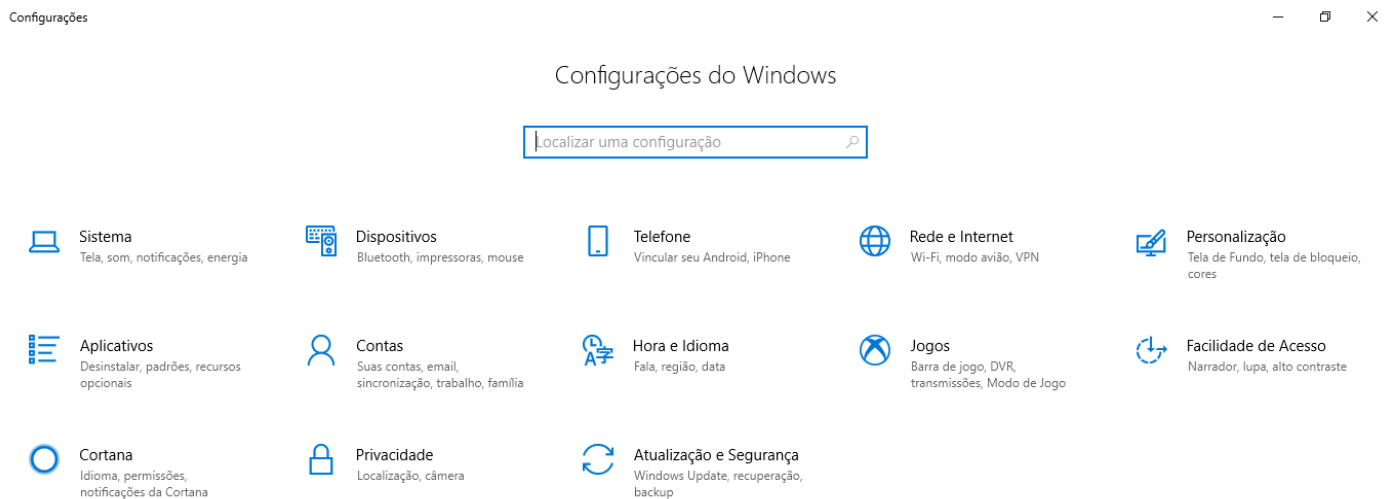 Configurações
Configurações do Windows
Localizar uma configuração
Sistema
Tela, som, notificações, energia
Dispositivos
Bluetooth, impressoras, mouse
Telefone
Vincular seu Android, iPhone
Rede e Internet
Wi-Fi, modo avião, VPN
Personalização
Tela de Fundo, tela de bloqueio,
cores
Aplicativos
Desinstalar, padrões, recursos
opcionais
Contas
Suas contas, email,
sincronização, trabalho, família
Hora e Idioma
Fala, região, data
Jogos
Barra de jogo, DVR,
transmissões, Modo de Jogo
Facilidade de Acesso
Narrador, lupa, alto contraste
Cortana
Idioma, permissões,
notificações da Cortana
Privacidade
Localização, câmera
Atualização e Segurança
Windows Update, recuperação,
backup